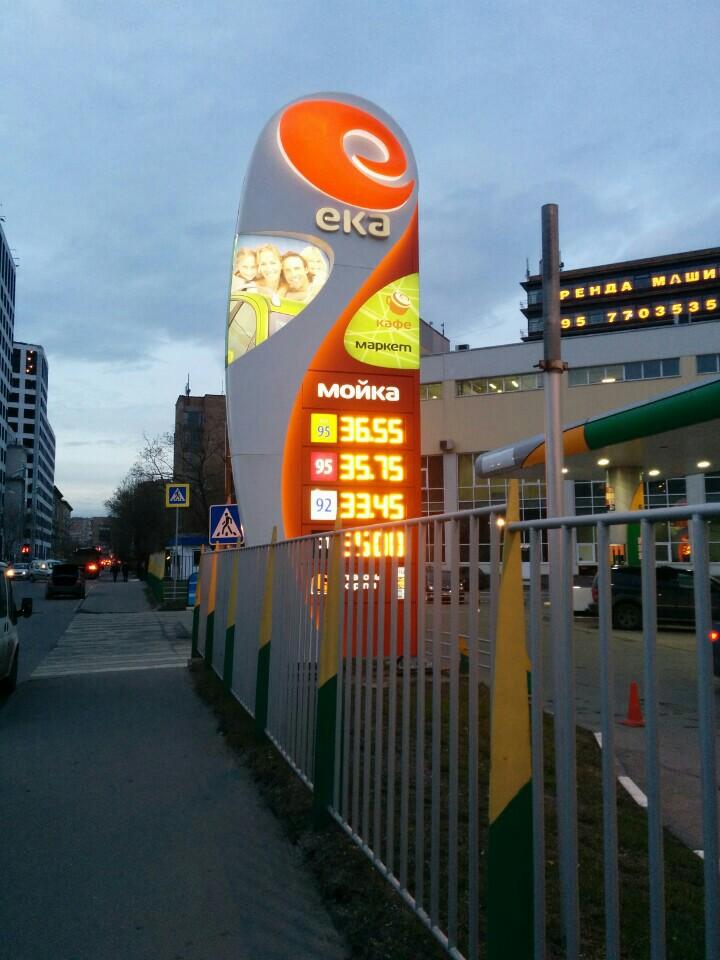 ека
кафе
маркет
РЕНДА МАШИ
95 7703535
мойка
95 36.55
95 35.75
92 33.45